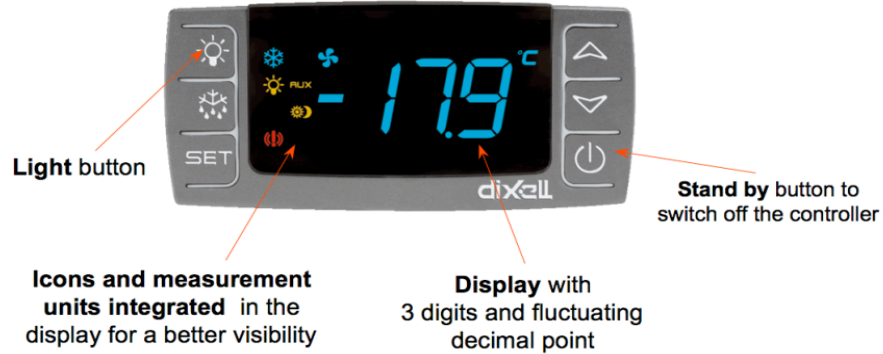 °C
AUX
-17.9
SET
dixell
Light button
Stand by button to
switch off the controller
Icons and measurement
units integrated in the
display for a better visibility
Display with
3 digits and fluctuating
decimal point